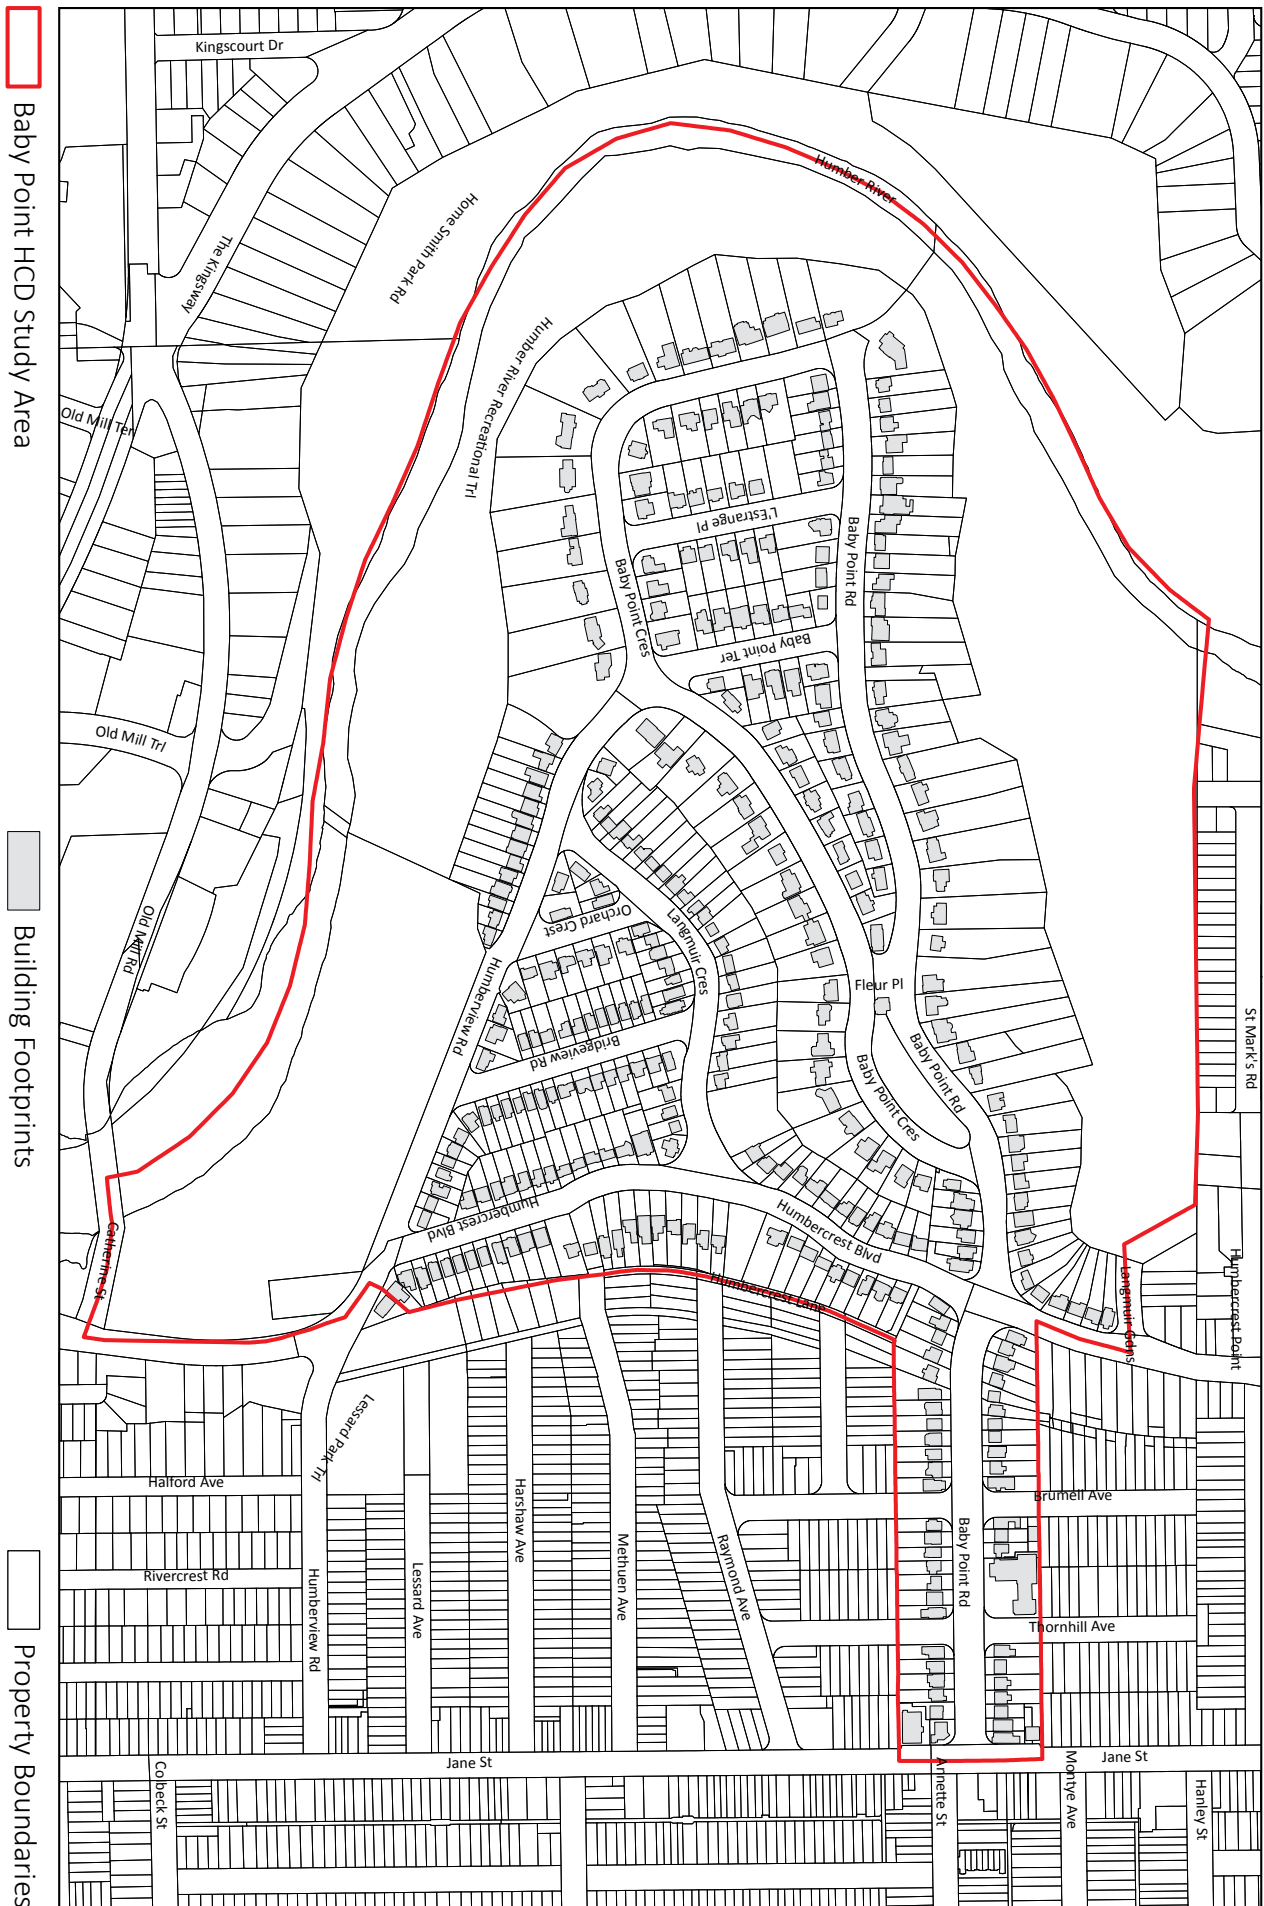 Kingscourt Dr
The Kingsway
Home Smith Park Rd
Humber River
Humber River Recreational Trl
Old Mill Ter
L'Estrange Pl
Baby Point Rd
Baby Point Cres
Baby Point Ter
Old Mill Trl
Old Mill Rd
Orchard Crest
Langmuir Cres
Humberview Rd
Bridgeview Rd
Fleur Pl
Baby Point Rd
Baby Point Cres
St Mark's Rd
Catherine St
Humbercrest Blvd
Humbercrest Blvd
Humbercrest Lane
Langmuir Gdns
Humbercrest Point
Lessard Park Trl
Halford Ave
Rivercrest Rd
Humberview Rd
Lessard Ave
Harshaw Ave
Methuen Ave
Raymond Ave
Baby Point Rd
Brumell Ave
Thornhill Ave
Jane St
Jane St
Colbeck St
Annette St
Montye Ave
Hanley St
Baby Point HCD Study Area
Building Footprints
Property Boundaries